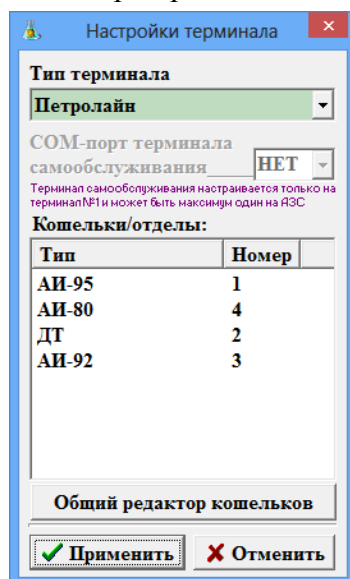 Настройки терминала
Тип терминала
Петролайн
COM-порт терминала
самообслуживания____ НЕТ
Терминал самообслуживания настраивается только на
терминал №1 и может быть максимум один на АЗС
Кошельки/отделы:
Тип Номер
АИ-95 1
АИ-80 4
ДТ 2
АИ-92 3
Общий редактор кошельков
Применить Отменить